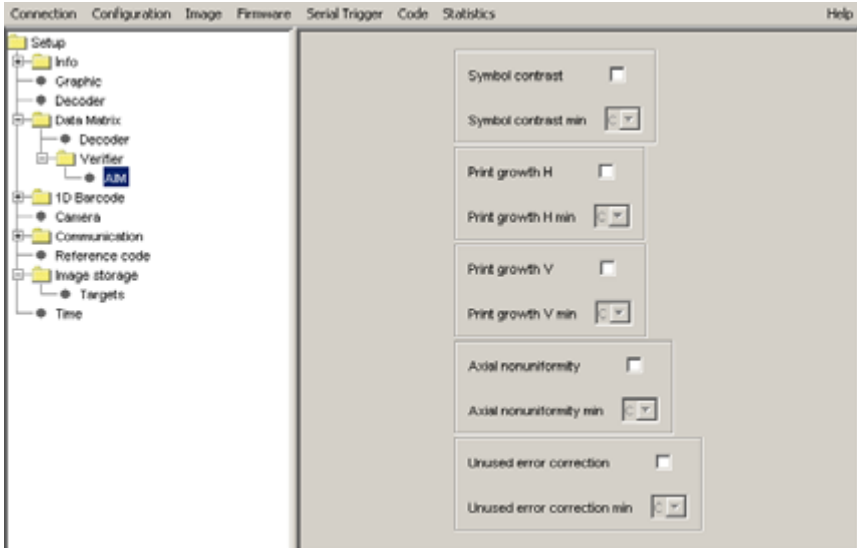 Connection Configuration Image Firmware Serial Trigger Code Statistics Help
Setup
Info
Graphic
Decoder
Data Matrix
Decoder
Verifier
AIM
1D Barcode
Camera
Communication
Reference code
Image storage
Targets
Time
Symbol contrast
Symbol contrast min C
Print growth H
Print growth H min C
Print growth V
Print growth V min C
Axial nonuniformity
Axial nonuniformity min C
Unused error correction
Unused error correction min C